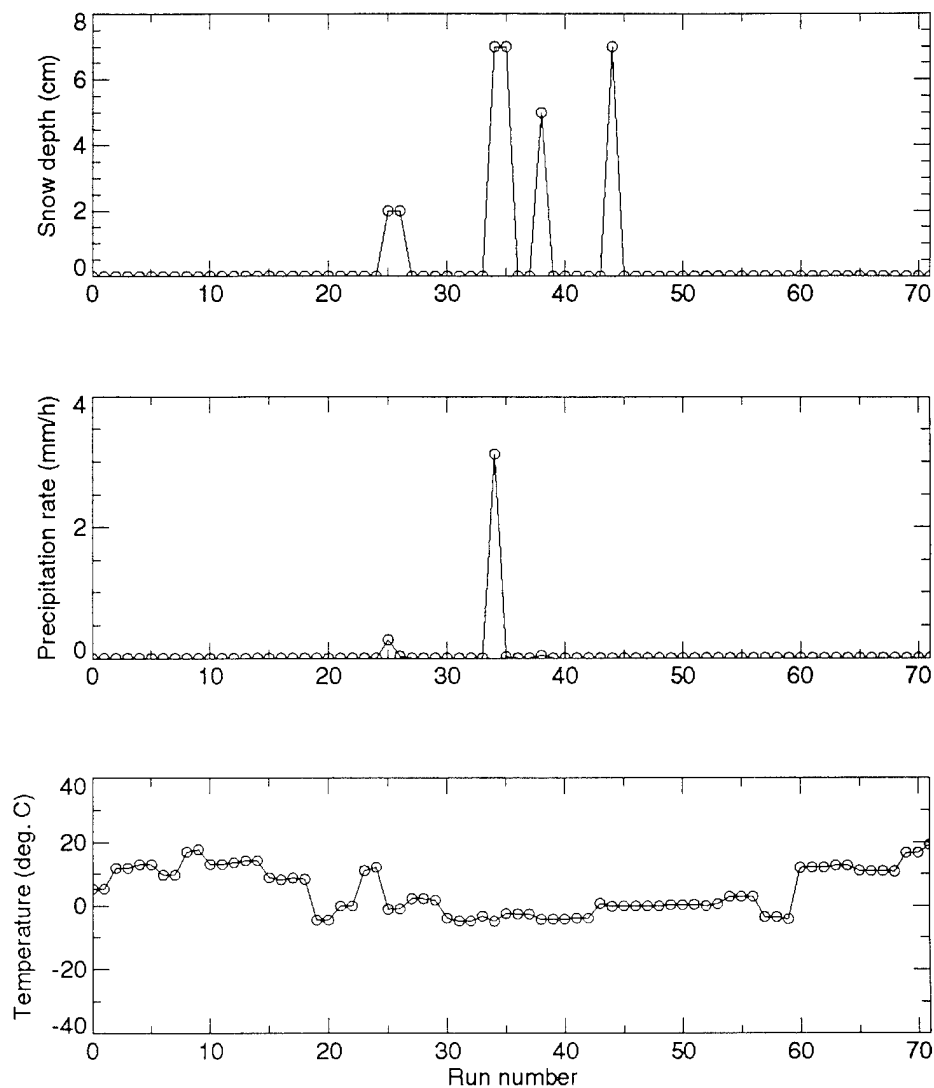 Snow depth (cm)
8
6
4
2
0
0 10 20 30 40 50 60 70
Precipitation rate (mm/h)
4
2
0
0 10 20 30 40 50 60 70
Temperature (deg. C)
40
20
0
-20
-40
0 10 20 30 40 50 60 70
Run number